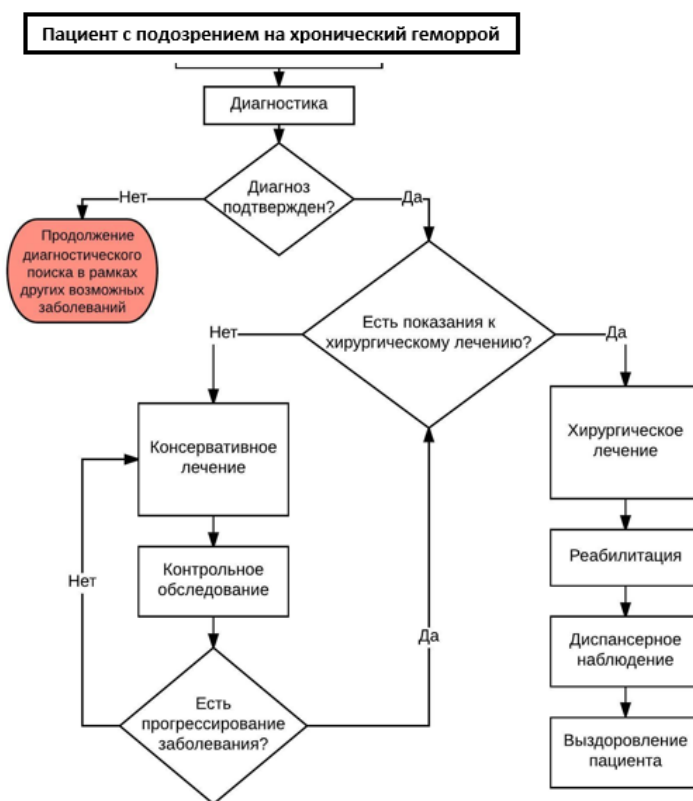 Пациент с подозрением на хронический геморрой
Диагностика
Диагноз
подтвержден?
Нет
Да
Продолжение
диагностического
поиска в рамках
других возможных
заболеваний
Есть показания к
хирургическому лечению?
Нет
Да
Консервативное
лечение
Хирургическое
лечение
Контрольное
обследование
Реабилитация
Нет
Да
Диспансерное
наблюдение
Есть
прогрессирование
заболевания?
Выздоровление
пациента